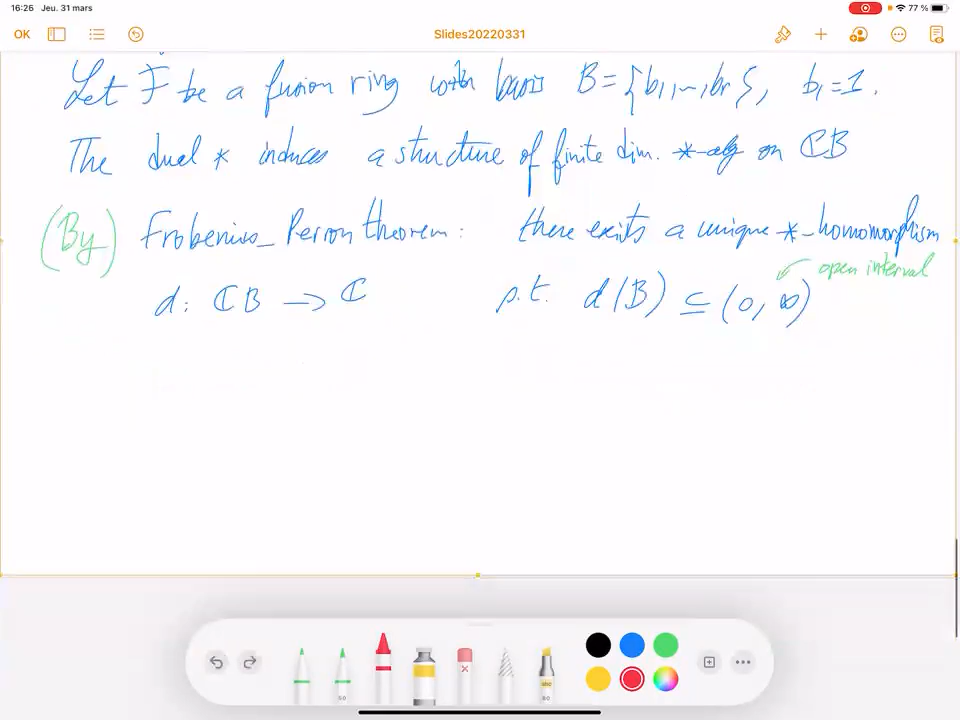 16:26 Jeu. 31 mars 77 %
OK Slides20220331
Let F be a fusion ring with basis B = {b₁, ..., bᵣ}, b₁ = 1.
The dual * induces a structure of finite dim. *-alg on ℂB
(By) Frobenius_Perron theorem: there exists a unique *-homomorphism
open interval
d: ℂB → ℂ s.t. d(B) ⊆ (0, ∞)